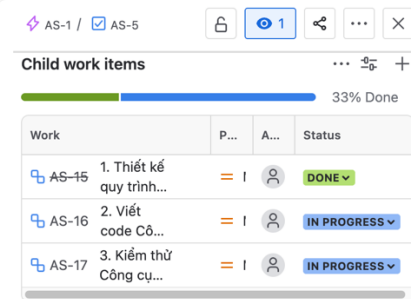 AS-1 / AS-5
1
Child work items
33% Done
Work P... A... Status
AS-15 1. Thiết kế quy trình... DONE
AS-16 2. Viết code Cô... IN PROGRESS
AS-17 3. Kiểm thử Công cụ... IN PROGRESS